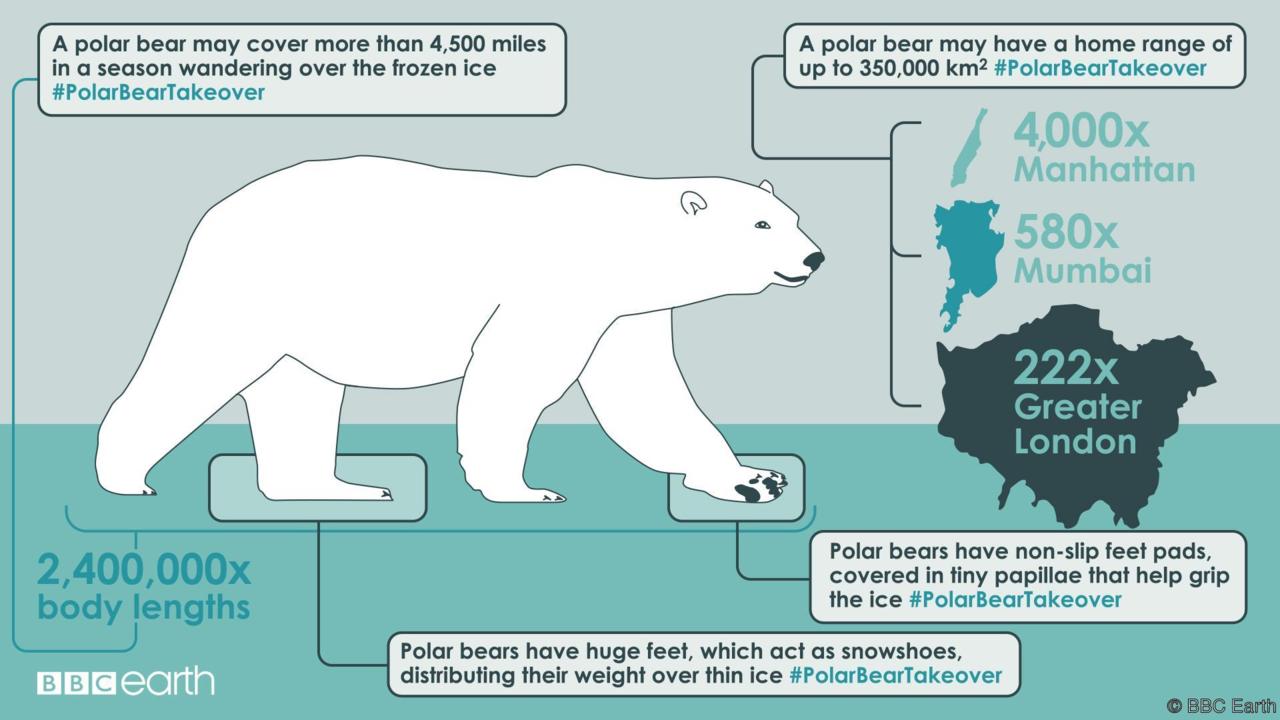 A polar bear may cover more than 4,500 miles
in a season wandering over the frozen ice
#PolarBearTakeover
A polar bear may have a home range of
up to 350,000 km² #PolarBearTakeover
4,000x
Manhattan
580x
Mumbai
222x
Greater
London
2,400,000x
body lengths
Polar bears have non-slip feet pads,
covered in tiny papillae that help grip
the ice #PolarBearTakeover
Polar bears have huge feet, which act as snowshoes,
distributing their weight over thin ice #PolarBearTakeover
BBC earth
© BBC Earth